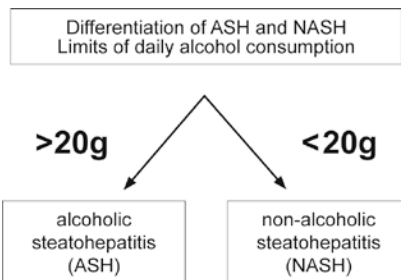 Differentiation of ASH and NASH
Limits of daily alcohol consumption
>20g
<20g
alcoholic
steatohepatitis
(ASH)
non-alcoholic
steatohepatitis
(NASH)